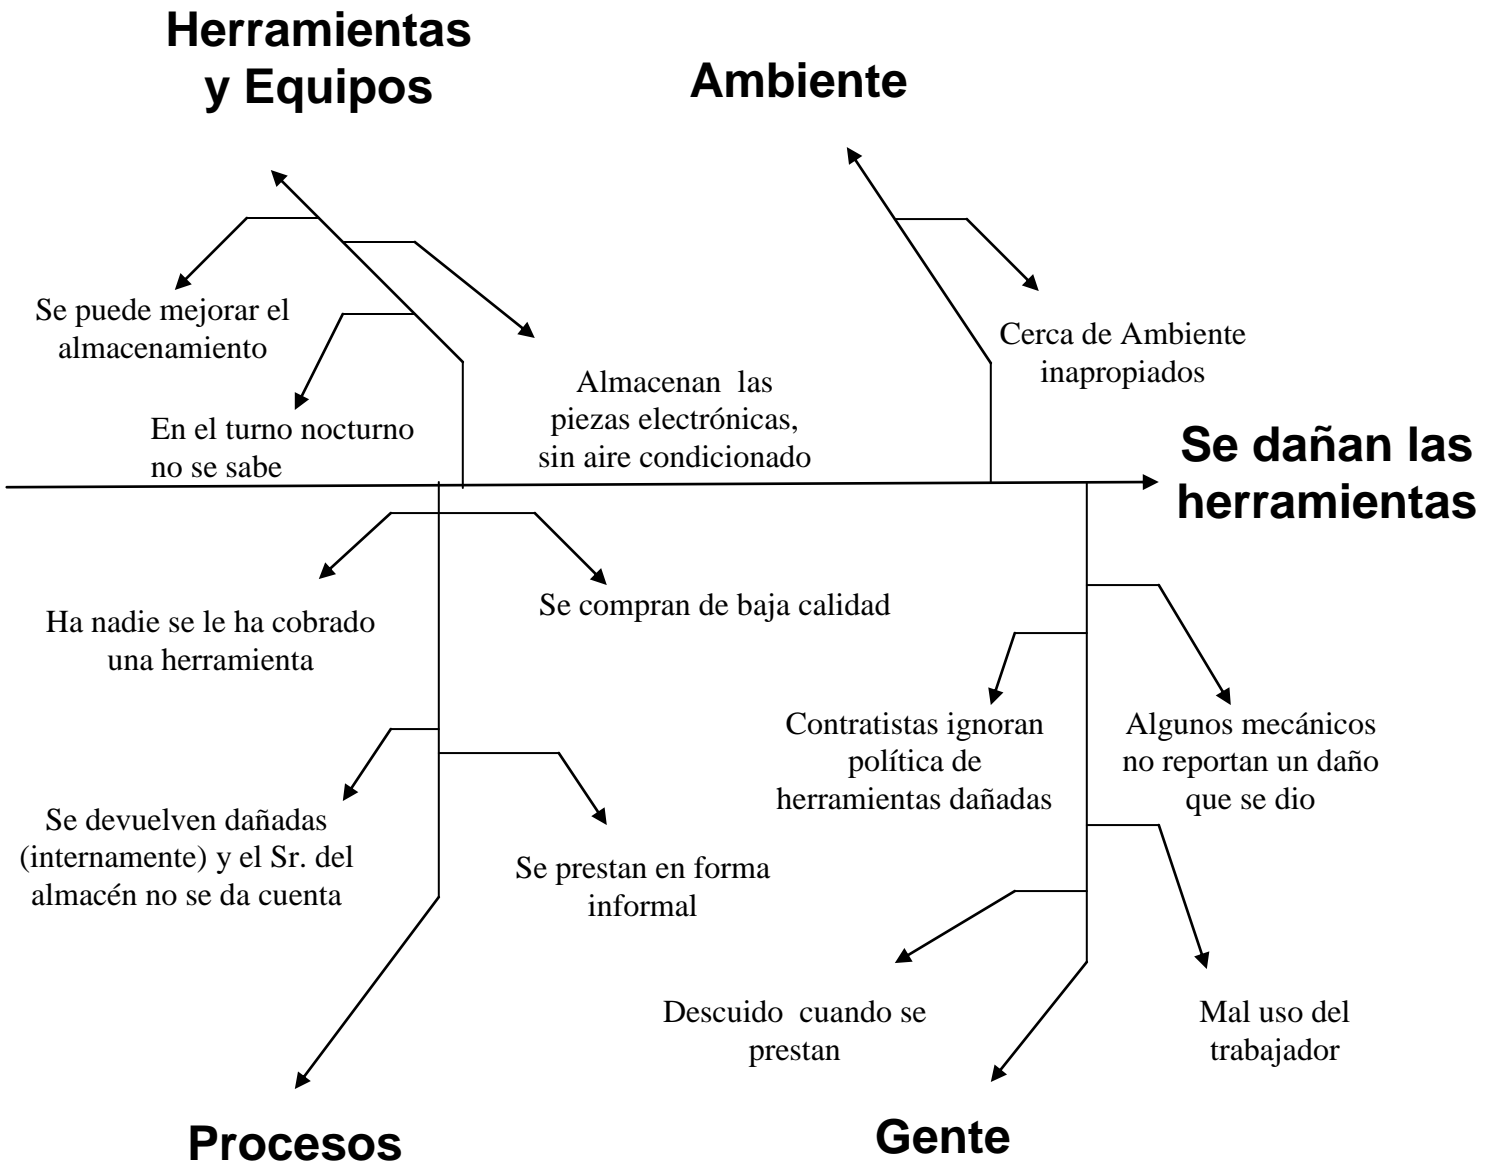 Herramientas
y Equipos
Ambiente
Se puede mejorar el
almacenamiento
En el turno nocturno
no se sabe
Almacenan las
piezas electrónicas,
sin aire condicionado
Cerca de Ambiente
inapropiados
Se dañan las
herramientas
Ha nadie se le ha cobrado
una herramienta
Se compran de baja calidad
Se devuelven dañadas
(internamente) y el Sr. del
almacén no se da cuenta
Se prestan en forma
informal
Contratistas ignoran
política de
herramientas dañadas
Algunos mecánicos
no reportan un daño
que se dio
Descuido cuando se
prestan
Mal uso del
trabajador
Procesos
Gente